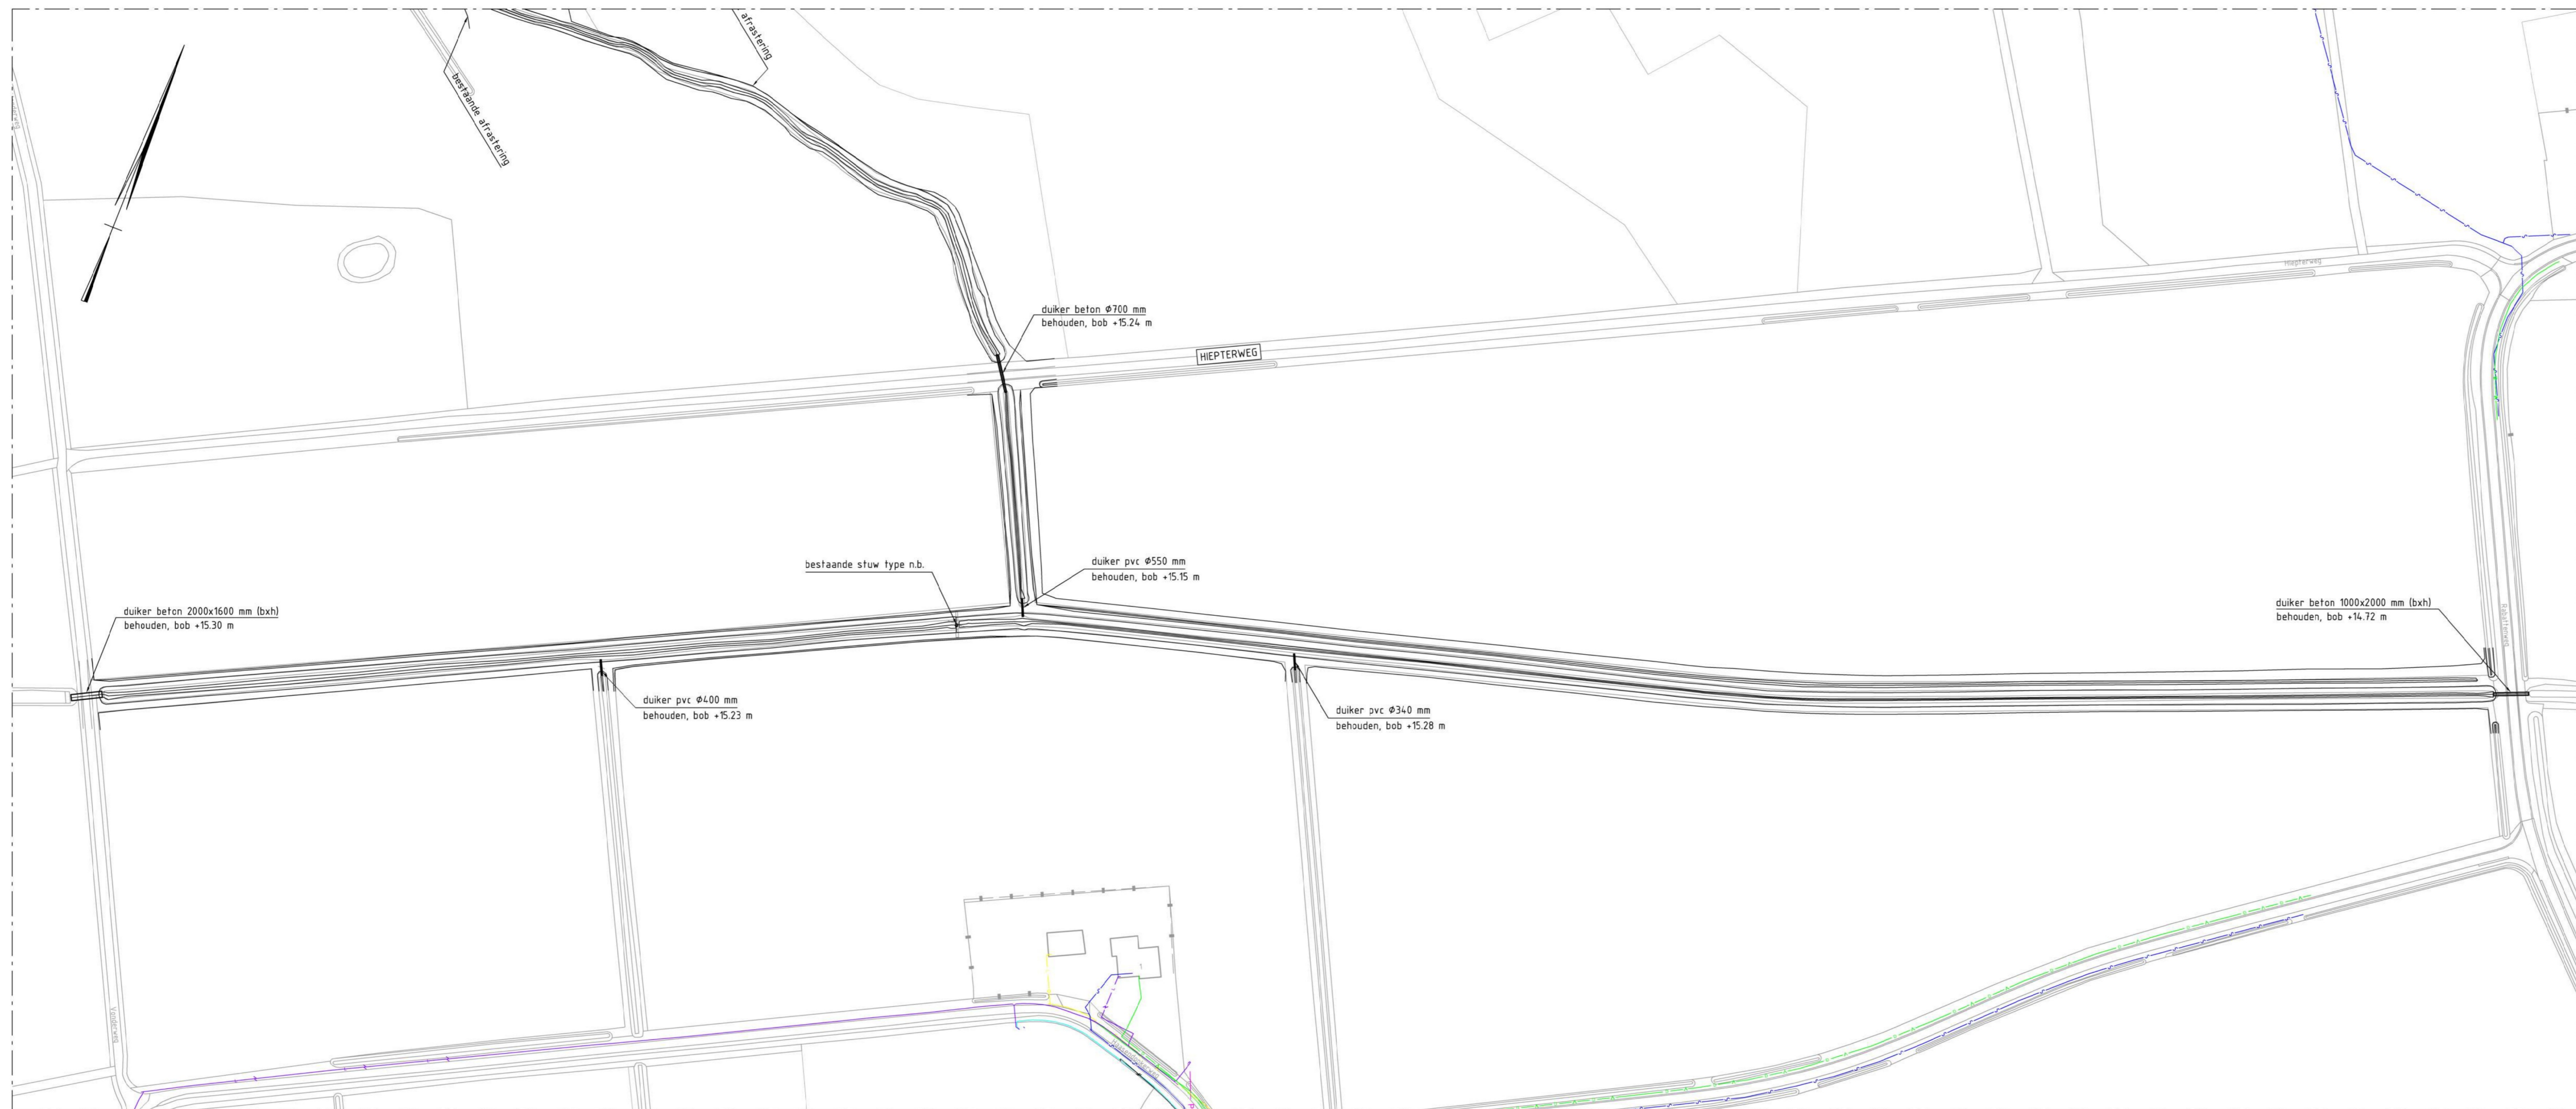 afrastering
bestaande afrastering
Hiepterweg
duiker beton Ø700 mm
behouden, bob +15.24 m
HIEPTERWEG
bestaande stuw type n.b.
duiker pvc Ø550 mm
behouden, bob +15.15 m
duiker beton 2000x1600 mm (bxh)
behouden, bob +15.30 m
duiker beton 1000x2000 mm (bxh)
behouden, bob +14.72 m
duiker pvc Ø400 mm
behouden, bob +15.23 m
duiker pvc Ø340 mm
behouden, bob +15.28 m
1
Vonderweg